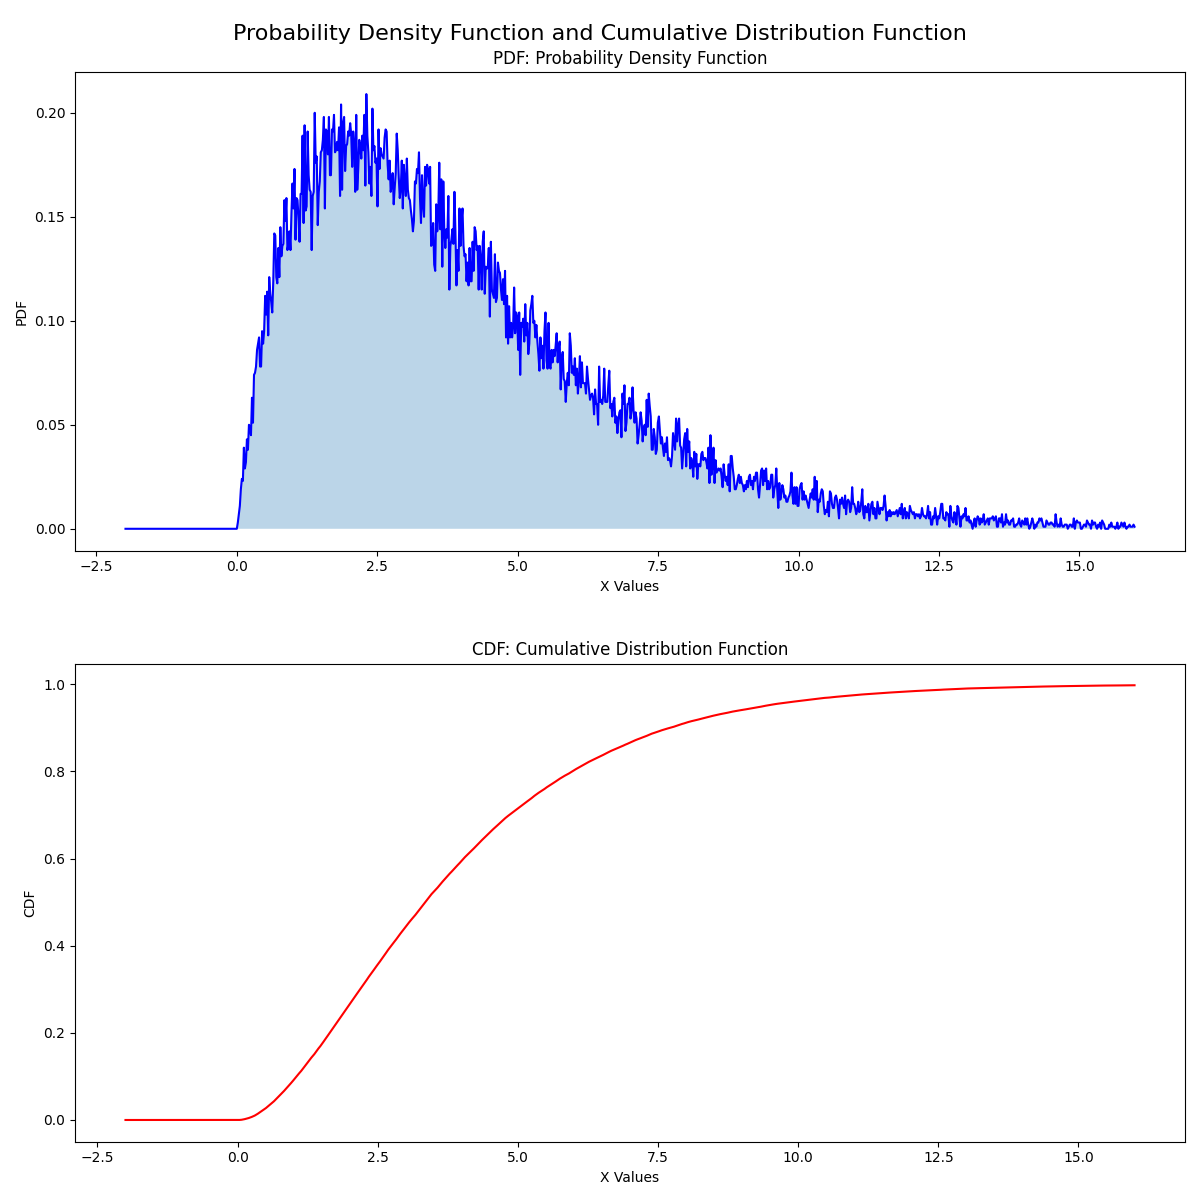 Probability Density Function and Cumulative Distribution Function
PDF: Probability Density Function
0.20
0.15
0.10
0.05
0.00
PDF
−2.5 0.0 2.5 5.0 7.5 10.0 12.5 15.0
X Values
CDF: Cumulative Distribution Function
1.0
0.8
0.6
0.4
0.2
0.0
CDF
−2.5 0.0 2.5 5.0 7.5 10.0 12.5 15.0
X Values